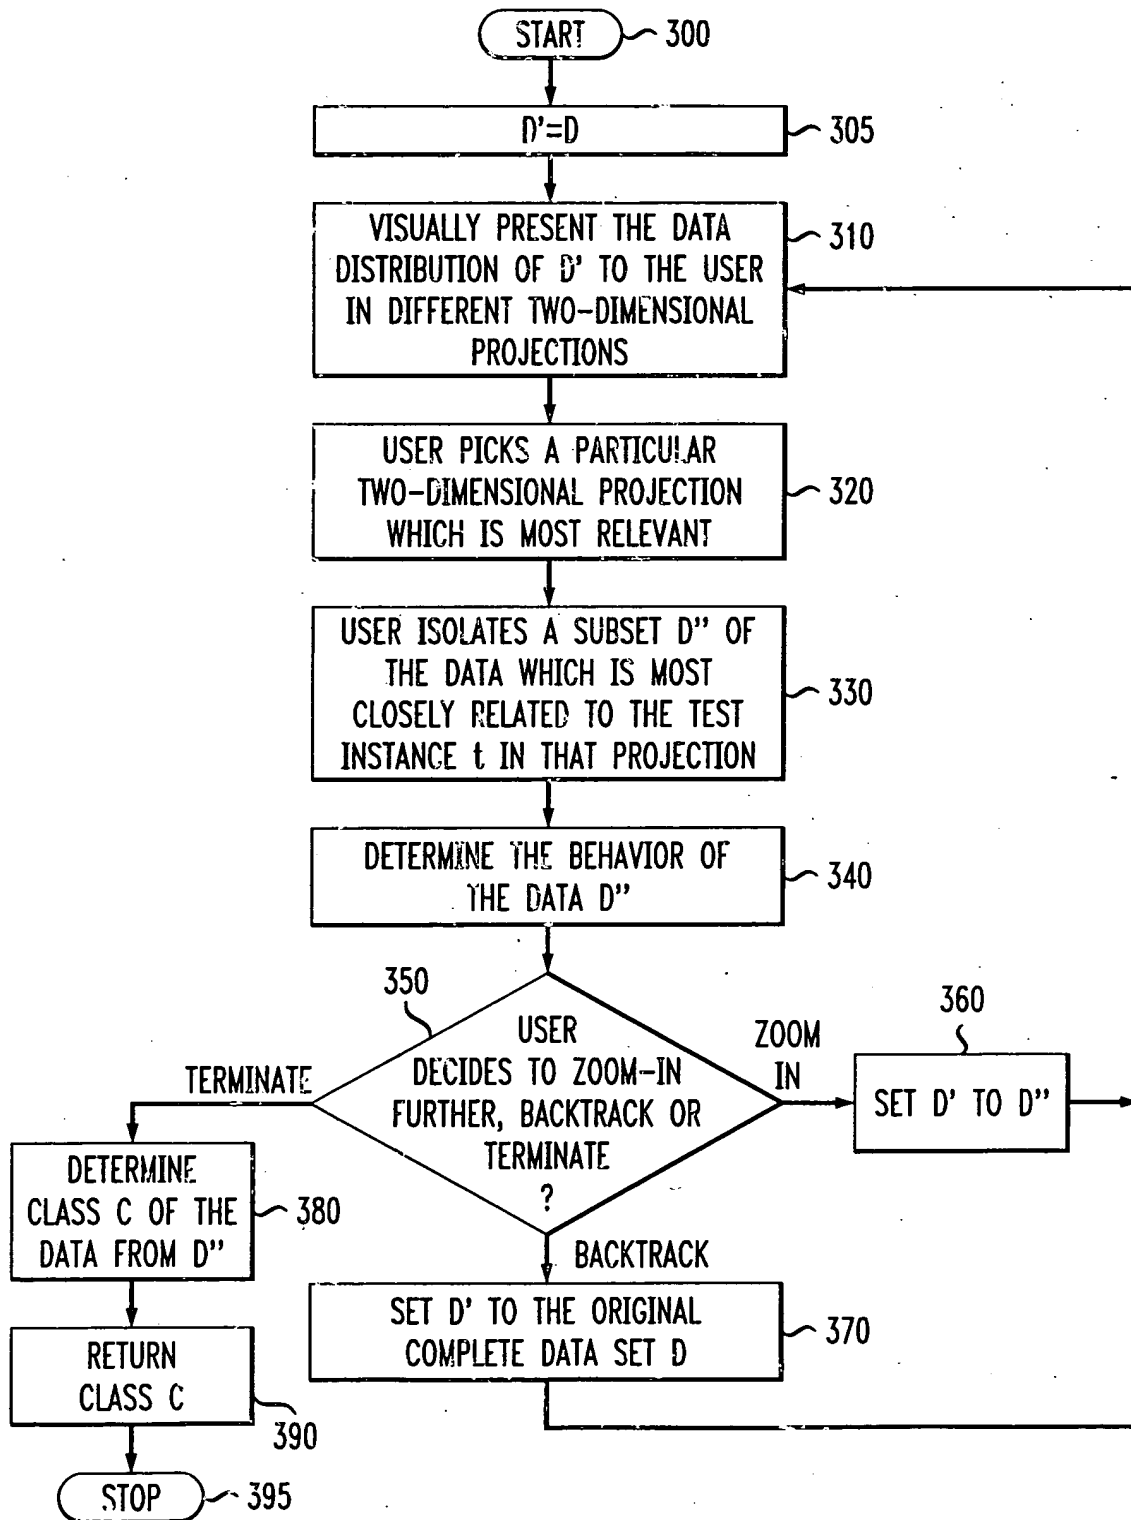 START
300
D'=D
305
VISUALLY PRESENT THE DATA
DISTRIBUTION OF D' TO THE USER
IN DIFFERENT TWO-DIMENSIONAL
PROJECTIONS
310
USER PICKS A PARTICULAR
TWO-DIMENSIONAL PROJECTION
WHICH IS MOST RELEVANT
320
USER ISOLATES A SUBSET D'' OF
THE DATA WHICH IS MOST
CLOSELY RELATED TO THE TEST
INSTANCE t IN THAT PROJECTION
330
DETERMINE THE BEHAVIOR OF
THE DATA D''
340
350
USER
DECIDES TO ZOOM-IN
FURTHER, BACKTRACK OR
TERMINATE
?
TERMINATE
ZOOM
IN
360
SET D' TO D''
DETERMINE
CLASS C OF THE
DATA FROM D''
380
BACKTRACK
SET D' TO THE ORIGINAL
COMPLETE DATA SET D
370
RETURN
CLASS C
390
STOP
395